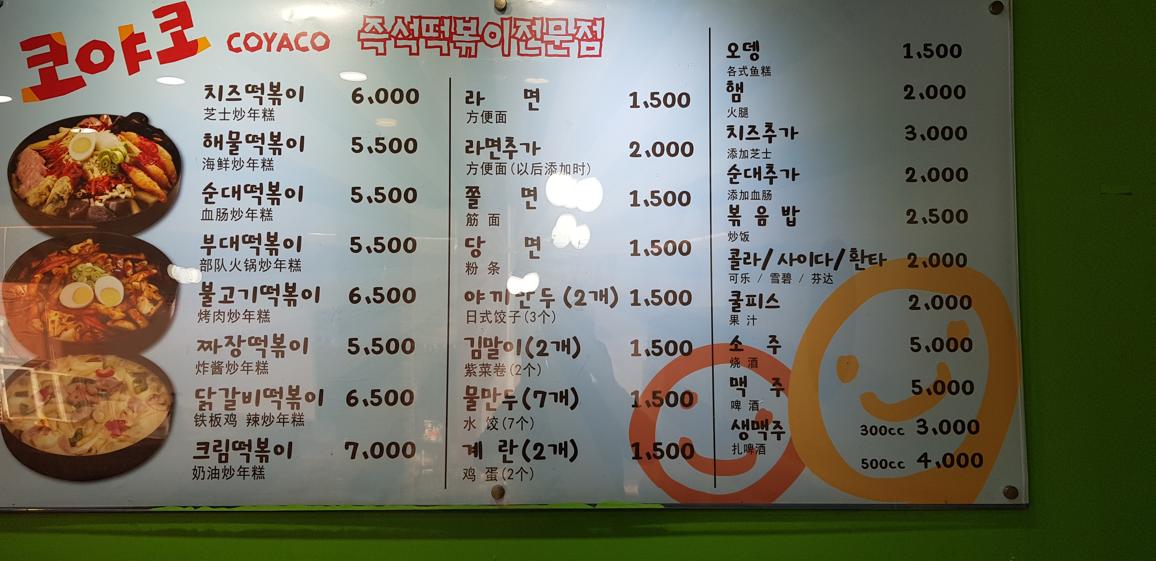 코야코 COYACO 즉석떡볶이전문점
치즈떡볶이 6,000
芝士炒年糕
해물떡볶이 5,500
海鲜炒年糕
순대떡볶이 5,500
血肠炒年糕
부대떡볶이 5,500
部队火锅炒年糕
불고기떡볶이 6,500
烤肉炒年糕
짜장떡볶이 5,500
炸酱炒年糕
닭갈비떡볶이 6,500
铁板鸡 辣炒年糕
크림떡볶이 7,000
奶油炒年糕
라 면 1,500
方便面
라면추가 2,000
方便面(以后添加时)
쫄 면 1,500
筋 面
당 면 1,500
粉 条
야끼만두(2개) 1,500
日式饺子(3个)
김말이(2개) 1,500
紫菜卷(2个)
물만두(7개) 1,500
水 饺(7个)
계 란(2개) 1,500
鸡 蛋(2个)
오뎅 1,500
各式鱼糕
햄 2,000
火腿
치즈추가 3,000
添加芝士
순대추가 2,000
添加血肠
볶음밥 2,500
炒饭
콜라/사이다/환타 2,000
可乐 / 雪碧 / 芬达
쿨피스 2,000
果 汁
소 주 5,000
烧 酒
맥 주 5,000
啤 酒
생맥주 300cc 3,000
扎啤酒
500cc 4,000